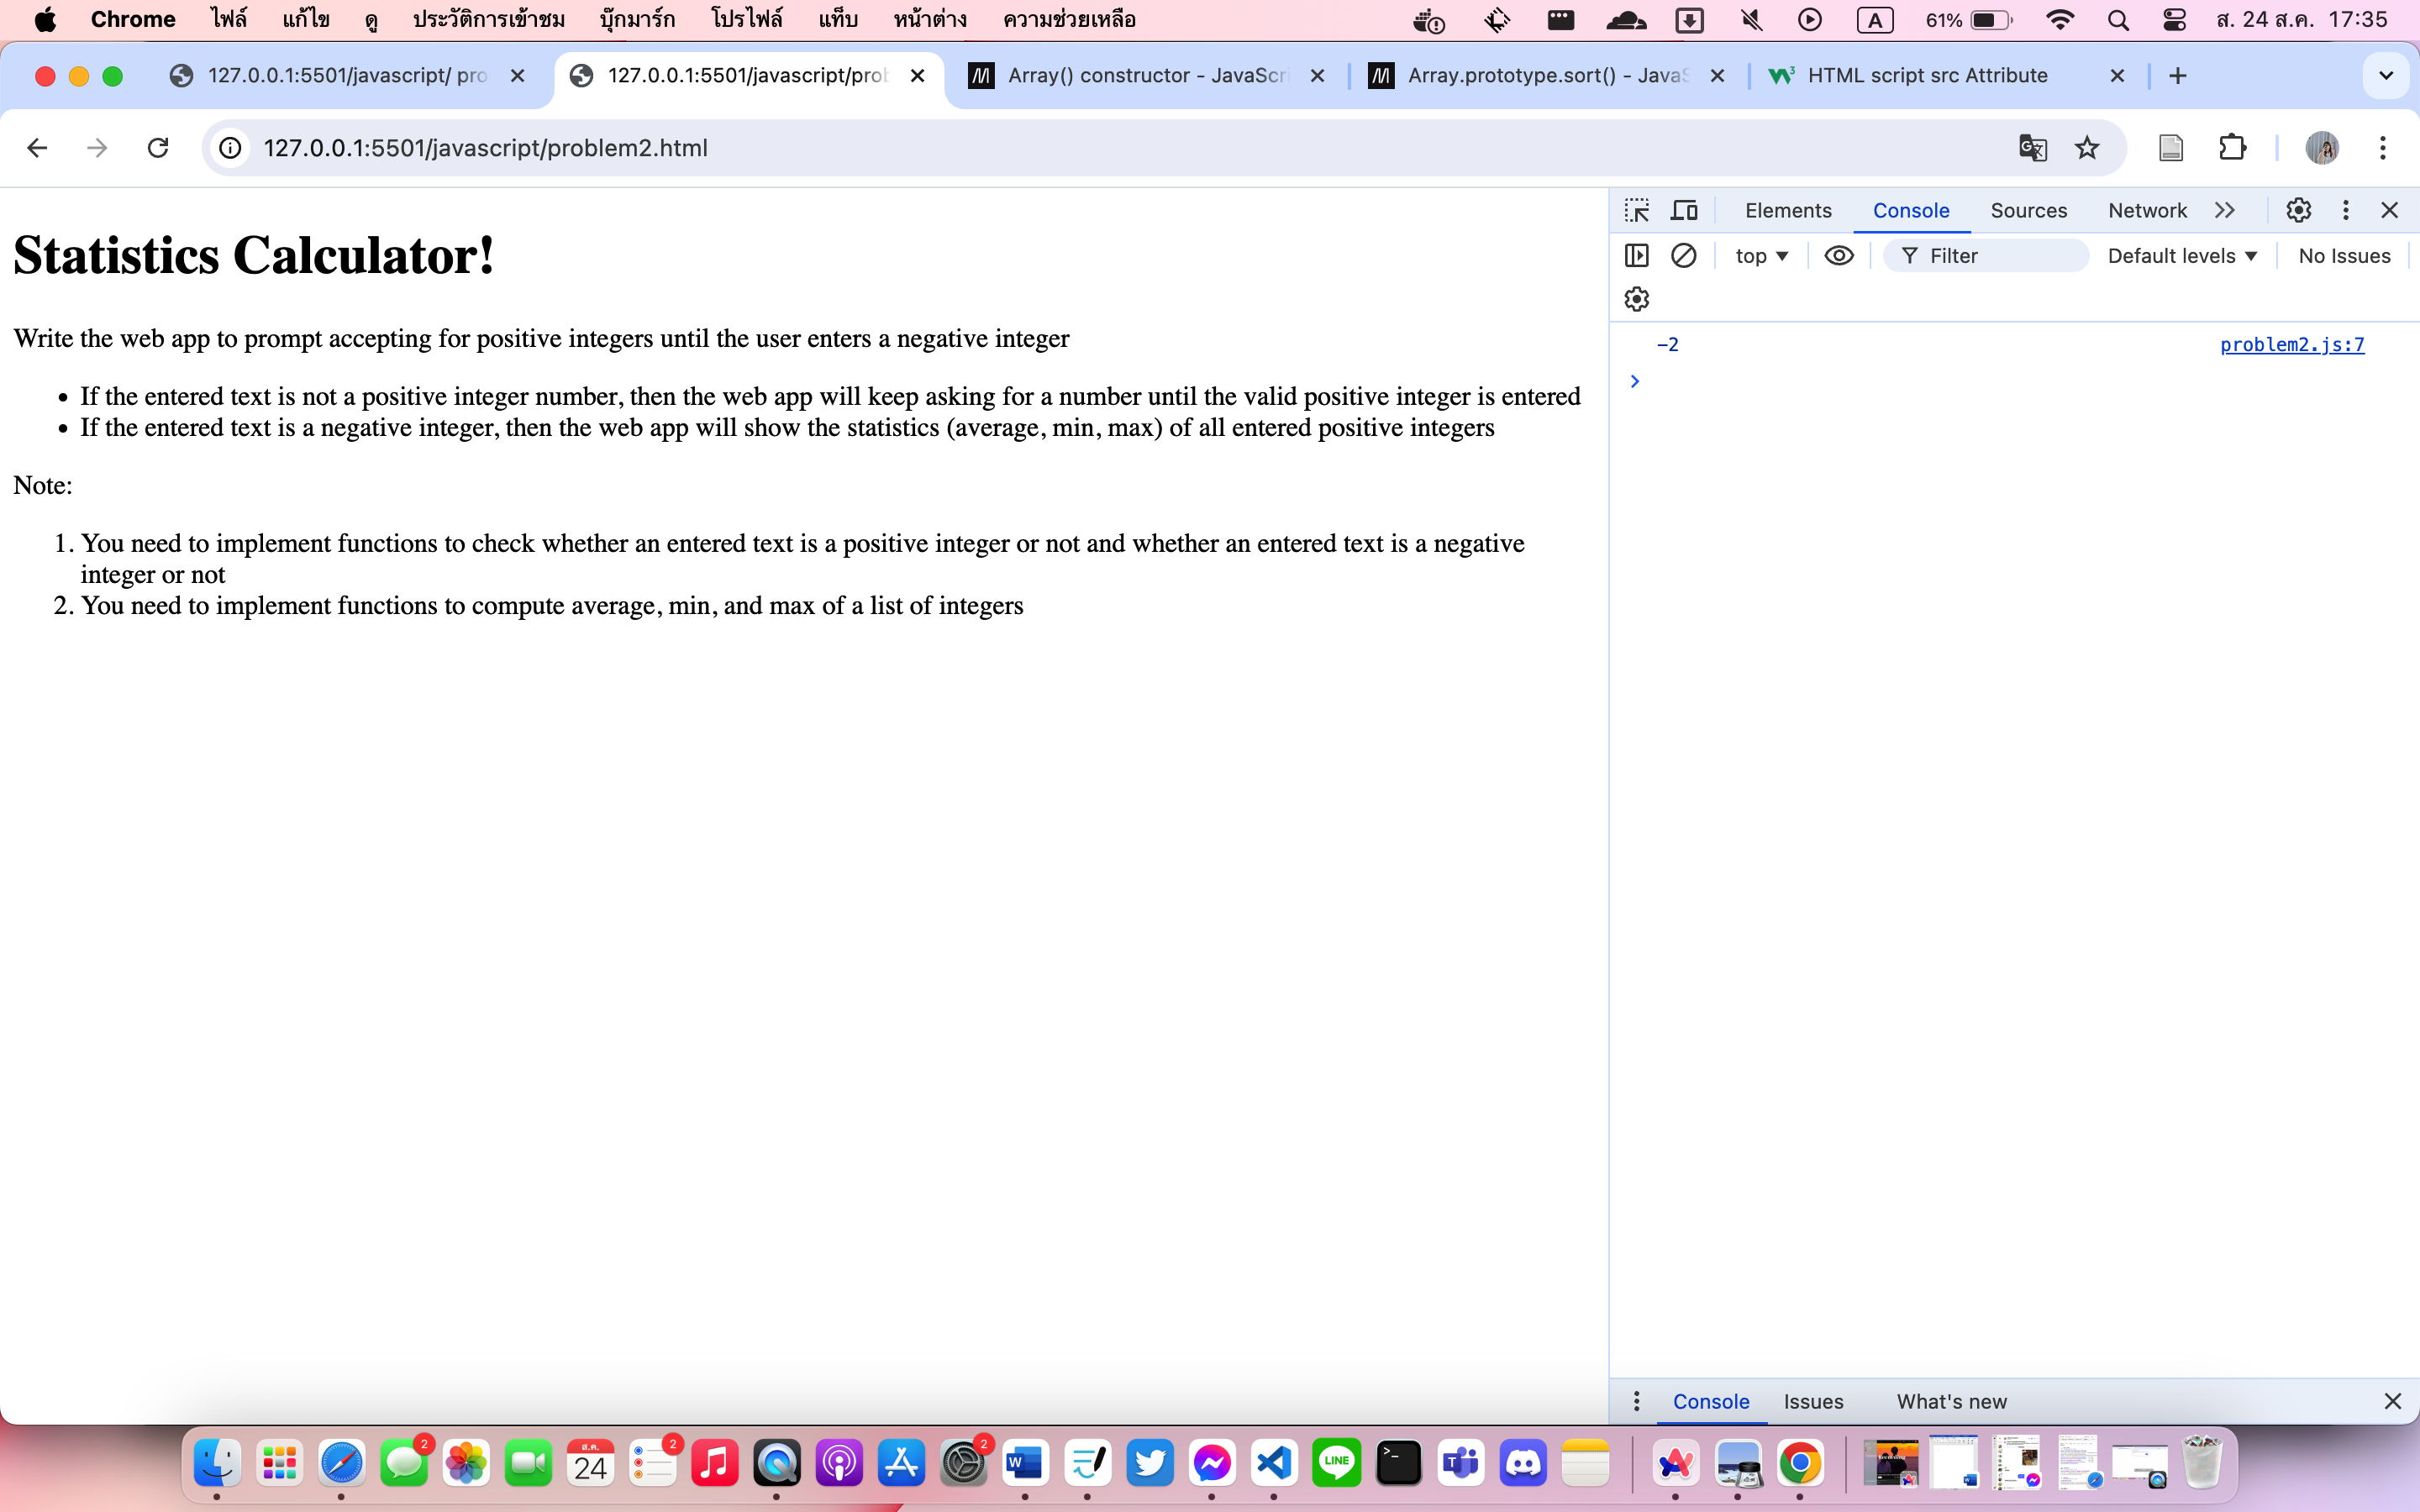 Chrome ไฟล์ แก้ไข ดู ประวัติการเข้าชม บุ๊กมาร์ก โปรไฟล์ แท็บ หน้าต่าง ความช่วยเหลือ A 61% ส. 24 ส.ค. 17:35
127.0.0.1:5501/javascript/ pro 127.0.0.1:5501/javascript/prob Array() constructor - JavaScri Array.prototype.sort() - JavaS HTML script src Attribute
127.0.0.1:5501/javascript/problem2.html
Elements Console Sources Network
top Filter Default levels No Issues
-2 problem2.js:7
Statistics Calculator!
Write the web app to prompt accepting for positive integers until the user enters a negative integer
• If the entered text is not a positive integer number, then the web app will keep asking for a number until the valid positive integer is entered
• If the entered text is a negative integer, then the web app will show the statistics (average, min, max) of all entered positive integers
Note:
1. You need to implement functions to check whether an entered text is a positive integer or not and whether an entered text is a negative
integer or not
2. You need to implement functions to compute average, min, and max of a list of integers
Console Issues What's new
2 ส.ค. 24 2 2 W LINE